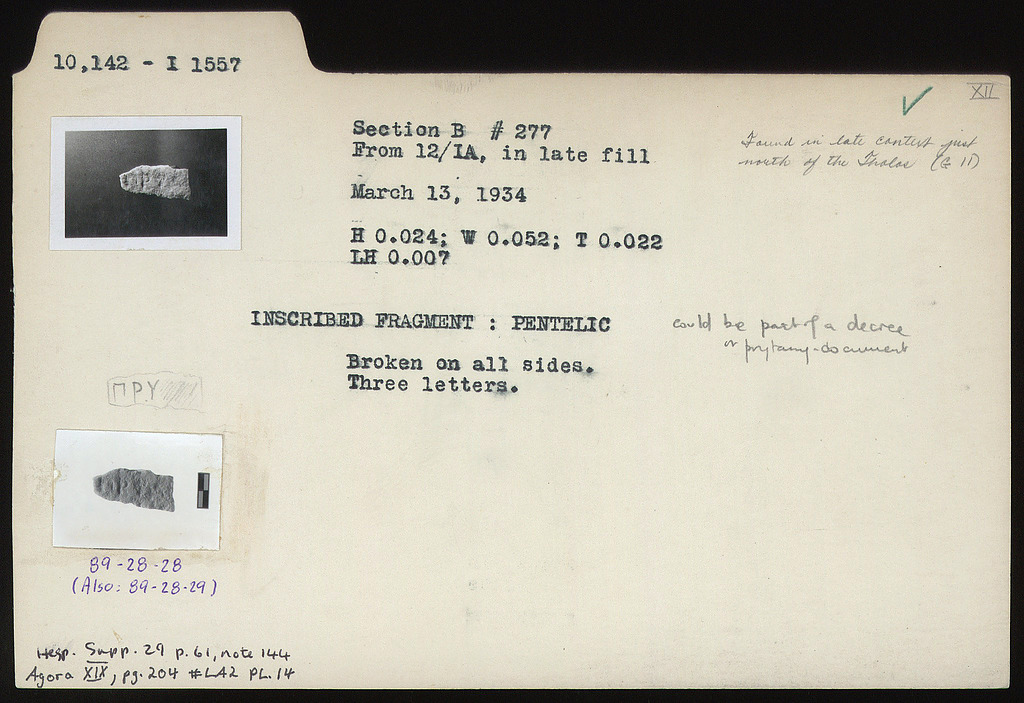 10,142 - I 1557
XII
Section B # 277
From 12/IA, in late fill
Found in late context just
north of the Tholos (G 11)
March 13, 1934
H 0.024; W 0.052; T 0.022
LH 0.007
INSCRIBED FRAGMENT : PENTELIC
could be part of a decree
or prytany-document
Broken on all sides.
Three letters.
ΠΡΥ
89-28-28
(Also: 89-28-29)
Hesp. Supp. 29 p. 61, note 144
Agora XIX, pg. 204 #LA2 PL. 14